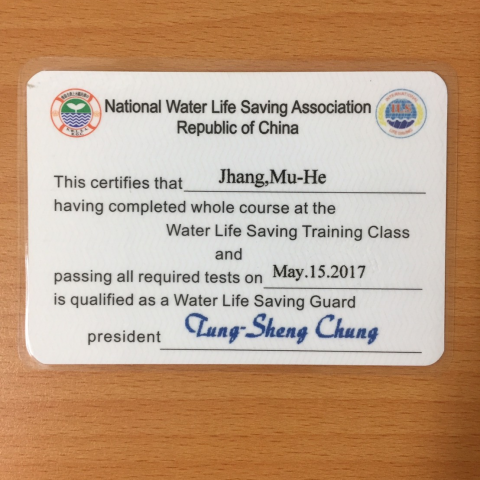 National Water Life Saving Association
Republic of China
This certifies that Jhang,Mu-He
having completed whole course at the
Water Life Saving Training Class
and
passing all required tests on May.15.2017
is qualified as a Water Life Saving Guard
president Tung-Sheng Chung